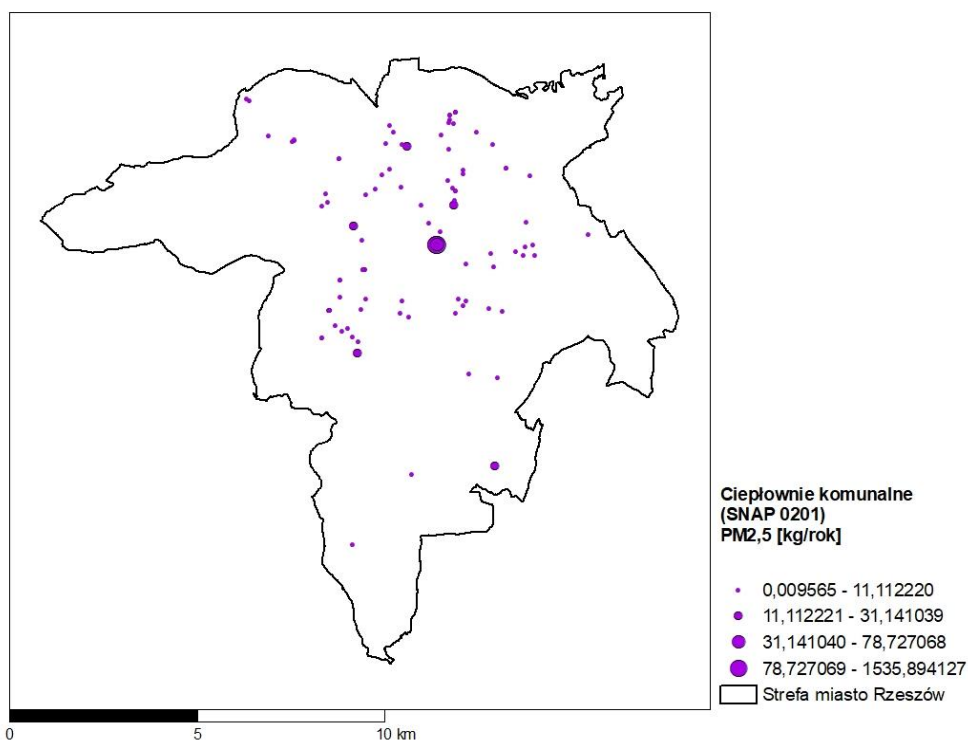 Ciepłownie komunalne
(SNAP 0201)
PM2,5 [kg/rok]
0,009565 - 11,112220
11,112221 - 31,141039
31,141040 - 78,727068
78,727069 - 1535,894127
Strefa miasto Rzeszów
0 5 10 km